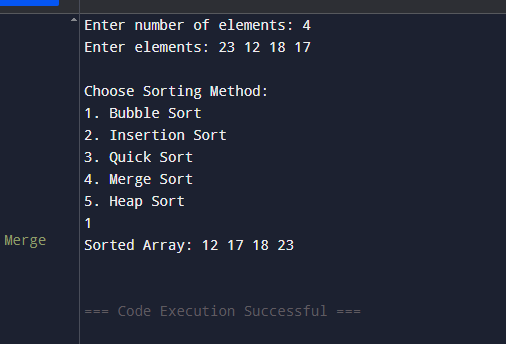 Enter number of elements: 4
Enter elements: 23 12 18 17
Choose Sorting Method:
1. Bubble Sort
2. Insertion Sort
3. Quick Sort
4. Merge Sort
5. Heap Sort
1
Merge
Sorted Array: 12 17 18 23
=== Code Execution Successful ===